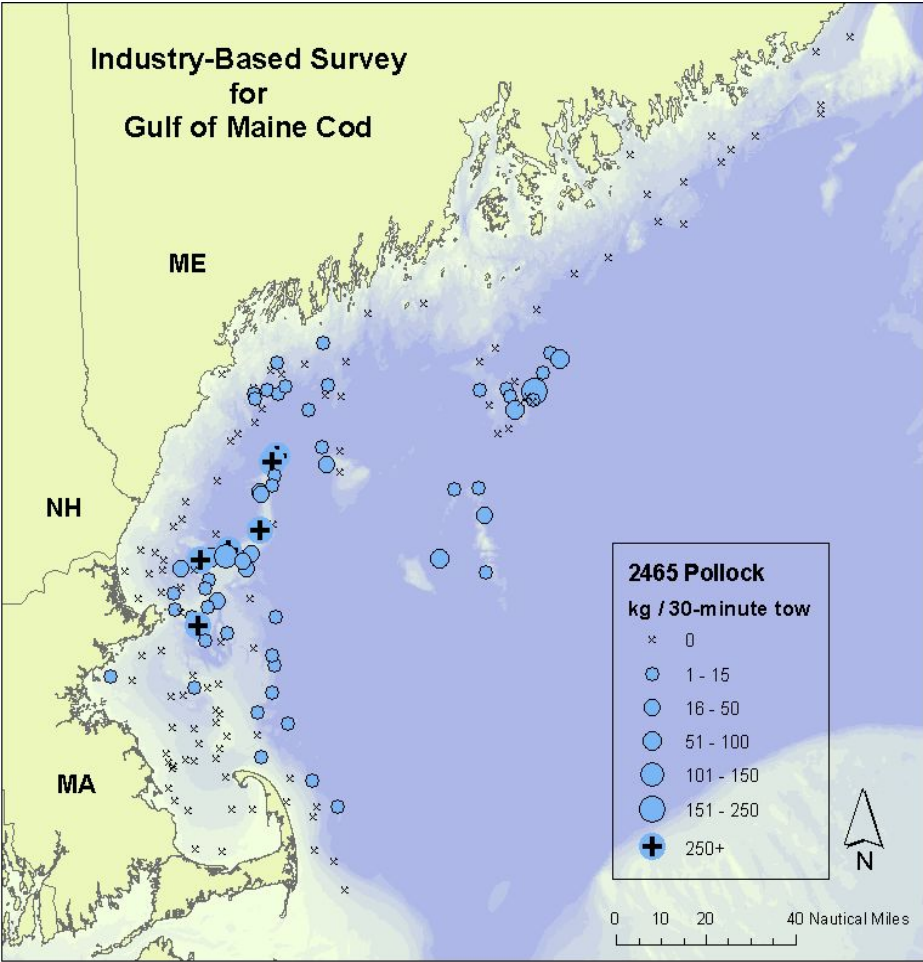 Industry-Based Survey
for
Gulf of Maine Cod
ME
NH
MA
2465 Pollock
kg / 30-minute tow
0
1 - 15
16 - 50
51 - 100
101 - 150
151 - 250
250+
N
0 10 20 40 Nautical Miles